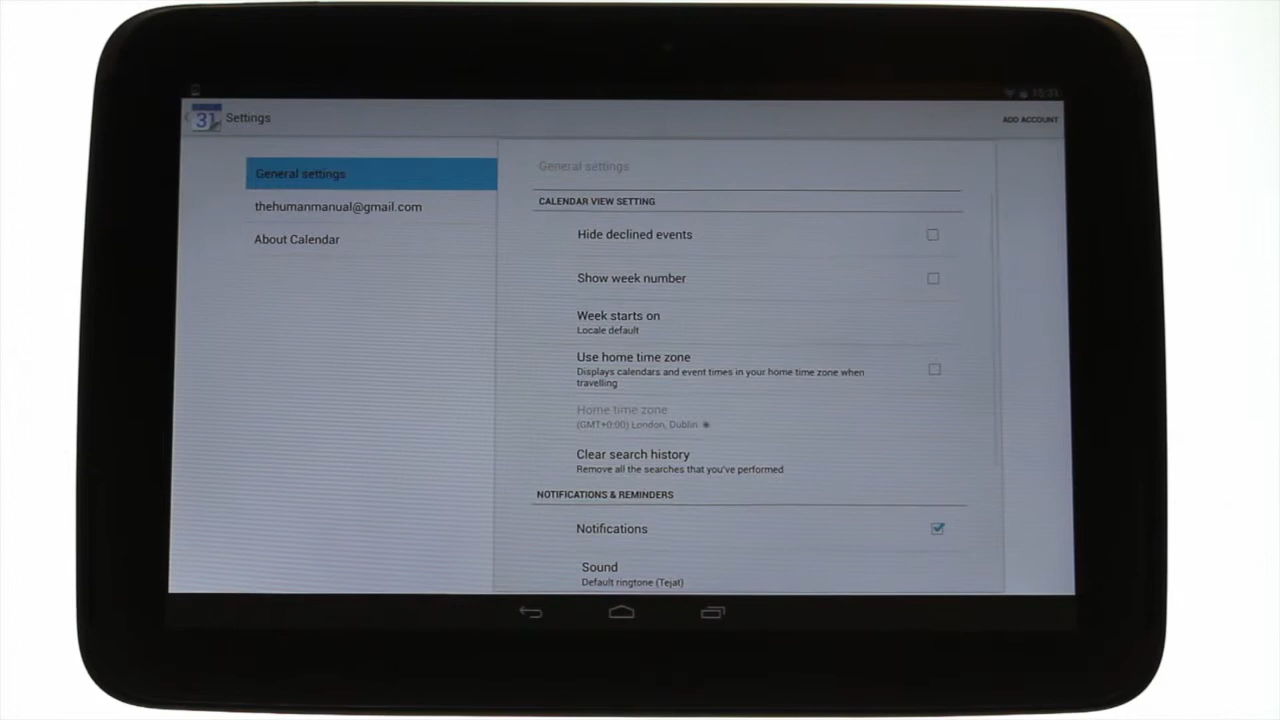 15:31
31
Settings
ADD ACCOUNT
General settings
thehumanmanual@gmail.com
About Calendar
General settings
CALENDAR VIEW SETTING
Hide declined events
Show week number
Week starts on
Locale default
Use home time zone
Displays calendars and event times in your home time zone when
travelling
Home time zone
(GMT+0:00) London, Dublin
Clear search history
Remove all the searches that you've performed
NOTIFICATIONS & REMINDERS
Notifications
Sound
Default ringtone (Tejat)